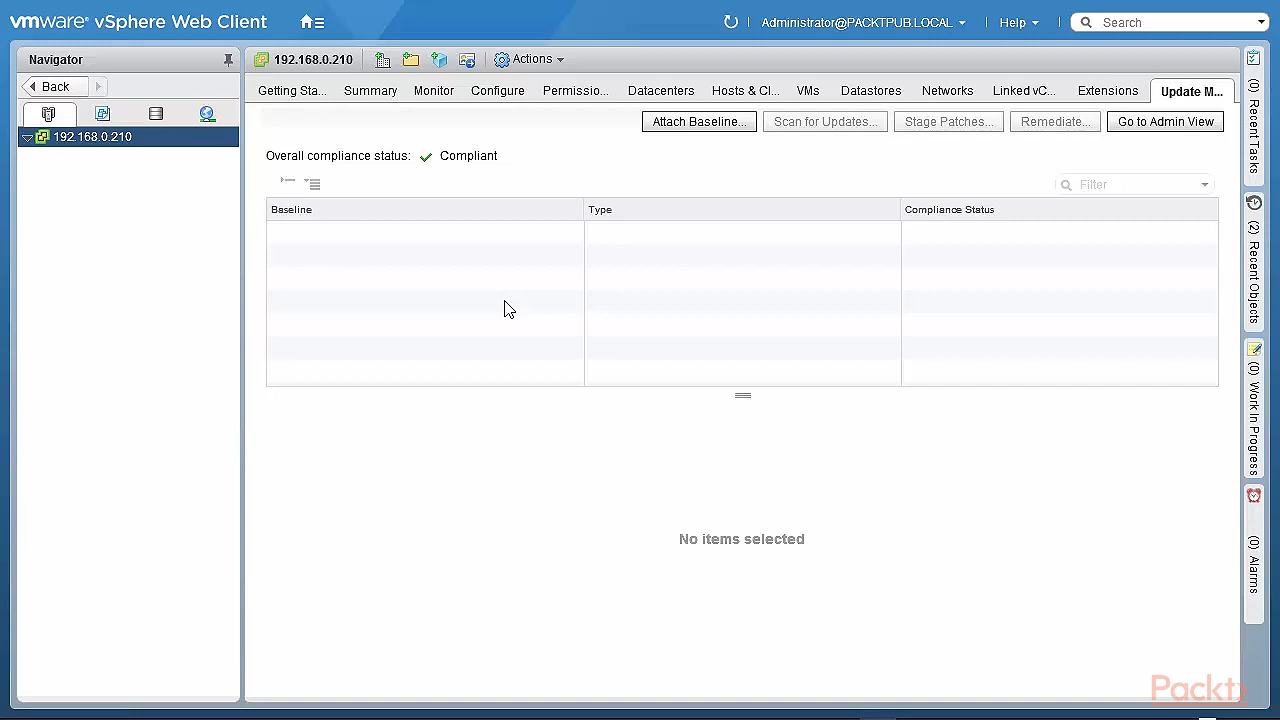 vmware® vSphere Web Client
Administrator@PACKTPUB.LOCAL
Help
Search
Navigator
Back
192.168.0.210
192.168.0.210
Actions
Getting Sta...
Summary
Monitor
Configure
Permissio...
Datacenters
Hosts & Cl...
VMs
Datastores
Networks
Linked vC...
Extensions
Update M...
Attach Baseline...
Scan for Updates...
Stage Patches...
Remediate...
Go to Admin View
Overall compliance status:
Compliant
Filter
Baseline
Type
Compliance Status
No items selected
(0) Recent Tasks
(2) Recent Objects
(0) Work In Progress
(0) Alarms
Packt